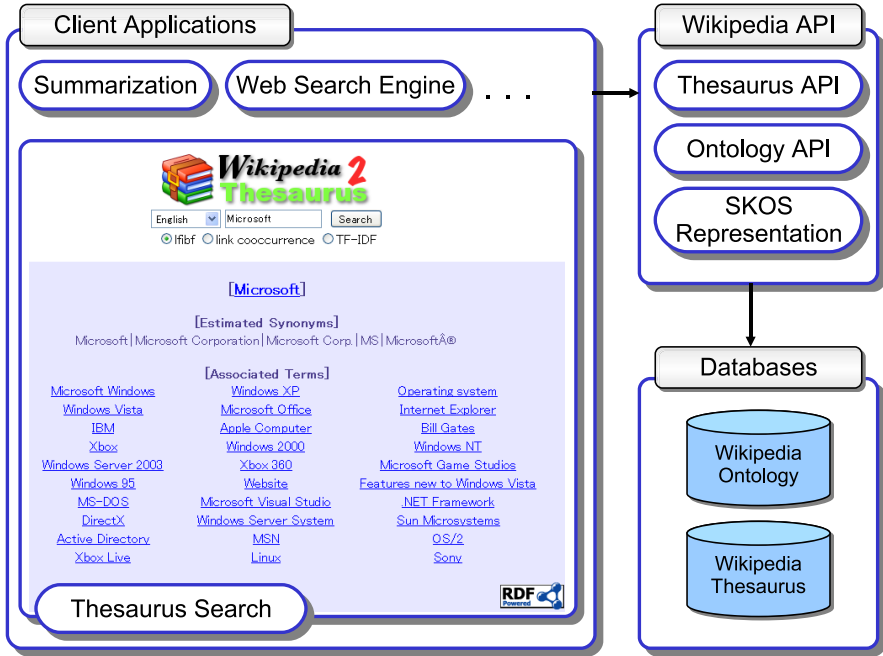 Client Applications
Summarization
Web Search Engine
. . .
Wikipedia 2
Thesaurus
English Microsoft Search
lfibf link cooccurrence TF-IDF
[Microsoft]
[Estimated Synonyms]
Microsoft|Microsoft Corporation|Microsoft Corp.|MS|MicrosoftÂ®
[Associated Terms]
Microsoft Windows Windows XP Operating system
Windows Vista Microsoft Office Internet Explorer
IBM Apple Computer Bill Gates
Xbox Windows 2000 Windows NT
Windows Server 2003 Xbox 360 Microsoft Game Studios
Windows 95 Website Features new to Windows Vista
MS-DOS Microsoft Visual Studio .NET Framework
DirectX Windows Server System Sun Microsystems
Active Directory MSN OS/2
Xbox Live Linux Sony
RDF
Powered
Thesaurus Search
Wikipedia API
Thesaurus API
Ontology API
SKOS
Representation
Databases
Wikipedia
Ontology
Wikipedia
Thesaurus